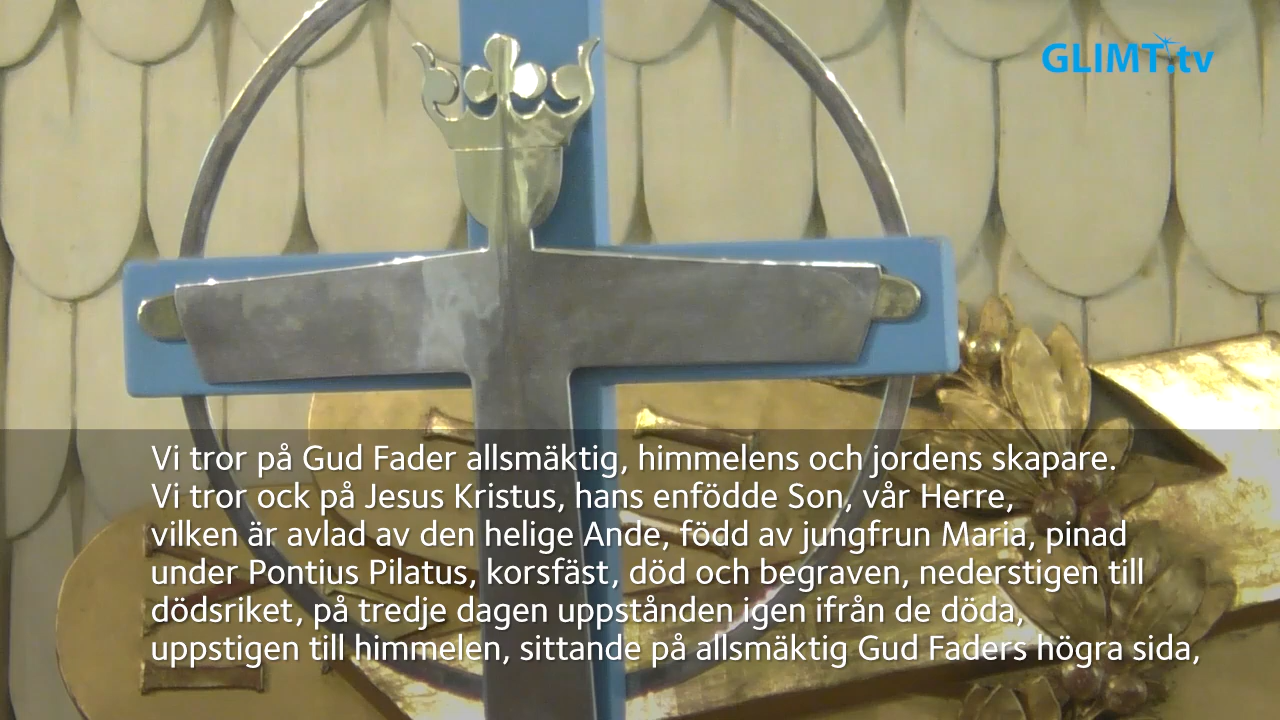 GLIMT.tv
Vi tror på Gud Fader allsmäktig, himmelens och jordens skapare.
Vi tror ock på Jesus Kristus, hans enfödde Son, vår Herre,
vilken är avlad av den helige Ande, född av jungfrun Maria, pinad
under Pontius Pilatus, korsfäst, död och begraven, nederstigen till
dödsriket, på tredje dagen uppstånden igen ifrån de döda,
uppstigen till himmelen, sittande på allsmäktig Gud Faders högra sida,